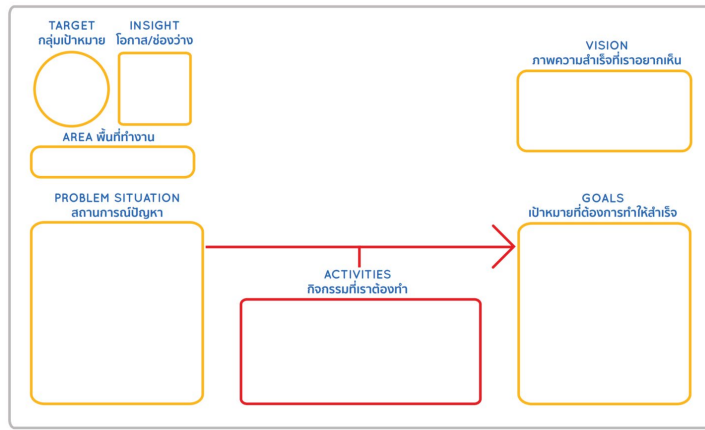 TARGET
กลุ่มเป้าหมาย
INSIGHT
โอกาส/ช่องว่าง
AREA พื้นที่ทำงาน
VISION
ภาพความสำเร็จที่เราอยากเห็น
PROBLEM SITUATION
สถานการณ์ปัญหา
ACTIVITIES
กิจกรรมที่เราต้องทำ
GOALS
เป้าหมายที่ต้องการทำให้สำเร็จ